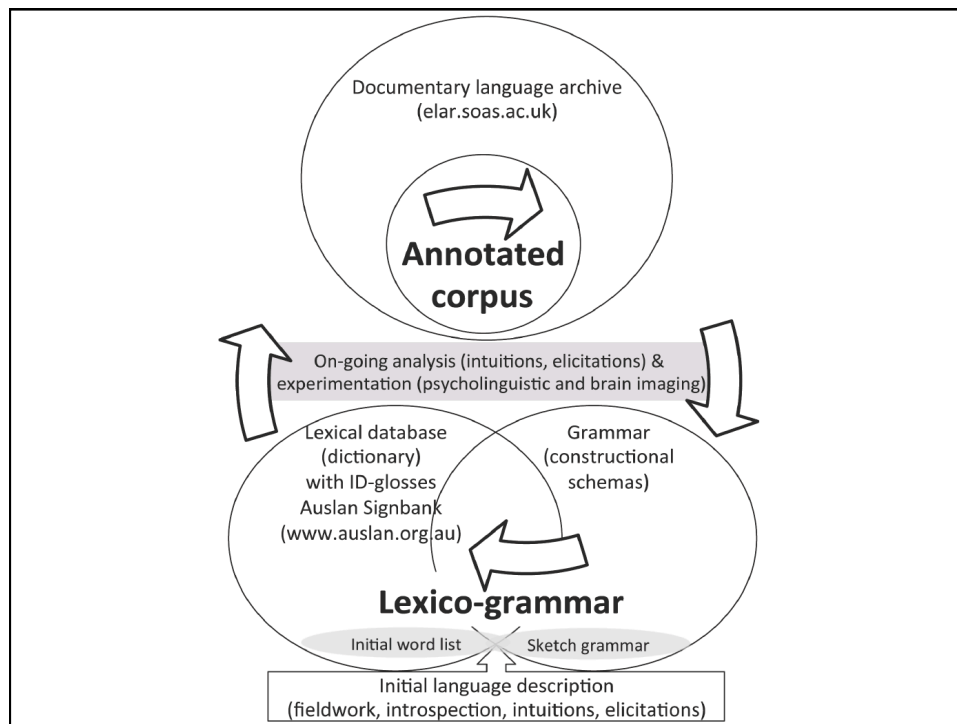 Documentary language archive
(elar.soas.ac.uk)
Annotated
corpus
On-going analysis (intuitions, elicitations) &
experimentation (psycholinguistic and brain imaging)
Lexical database
(dictionary)
with ID-glosses
Auslan Signbank
(www.auslan.org.au)
Grammar
(constructional
schemas)
Lexico-grammar
Initial word list
Sketch grammar
Initial language description
(fieldwork, introspection, intuitions, elicitations)